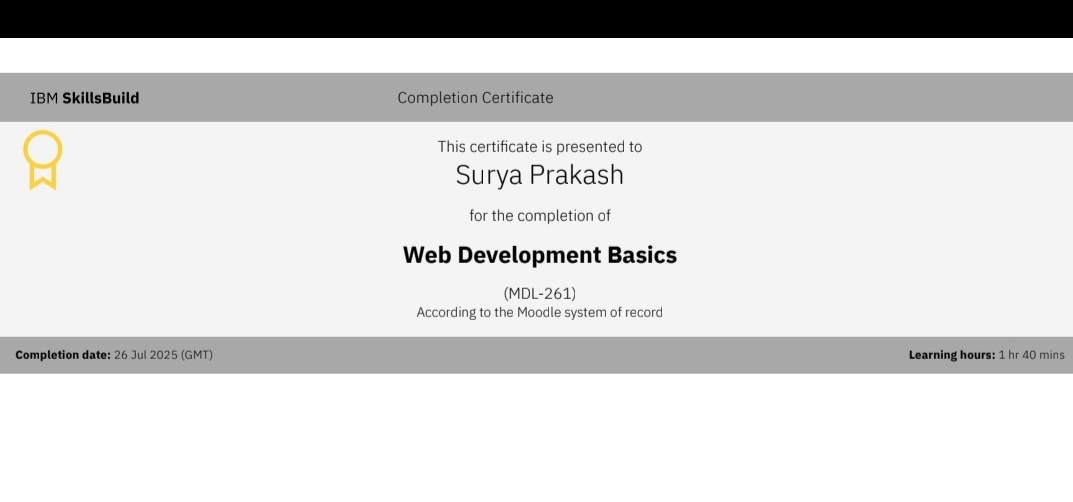 IBM SkillsBuild
Completion Certificate
This certificate is presented to
Surya Prakash
for the completion of
Web Development Basics
(MDL-261)
According to the Moodle system of record
Completion date: 26 Jul 2025 (GMT)
Learning hours: 1 hr 40 mins